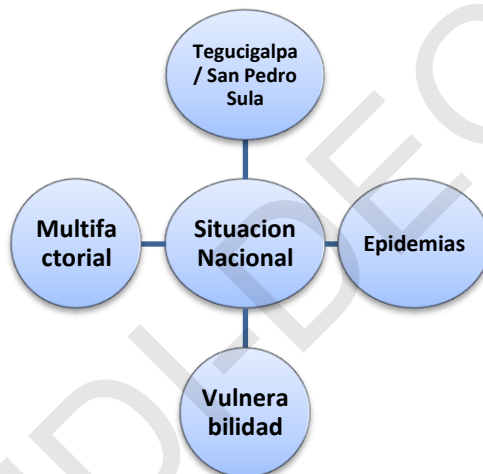 Tegucigalpa
/ San Pedro
Sula
Multifa
ctorial
Situacion
Nacional
Epidemias
Vulnera
bilidad